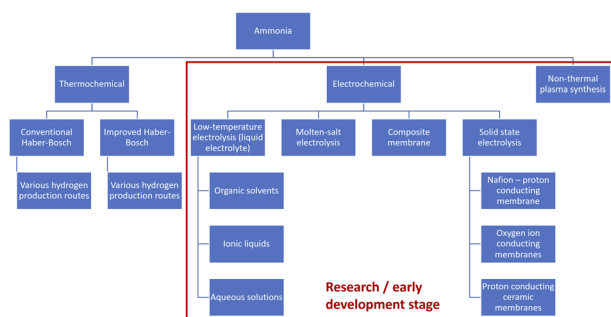 Ammonia
Thermochemical
Electrochemical
Non-thermal
plasma synthesis
Conventional
Haber-Bosch
Improved Haber-
Bosch
Low-temperature
electrolysis (liquid
electrolyte)
Molten-salt
electrolysis
Composite
membrane
Solid state
electrolysis
Various hydrogen
production routes
Various hydrogen
production routes
Organic solvents
Nafion – proton
conducting
membrane
Ionic liquids
Oxygen ion
conducting
membranes
Aqueous solutions
Proton conducting
ceramic
membranes
Research / early
development stage